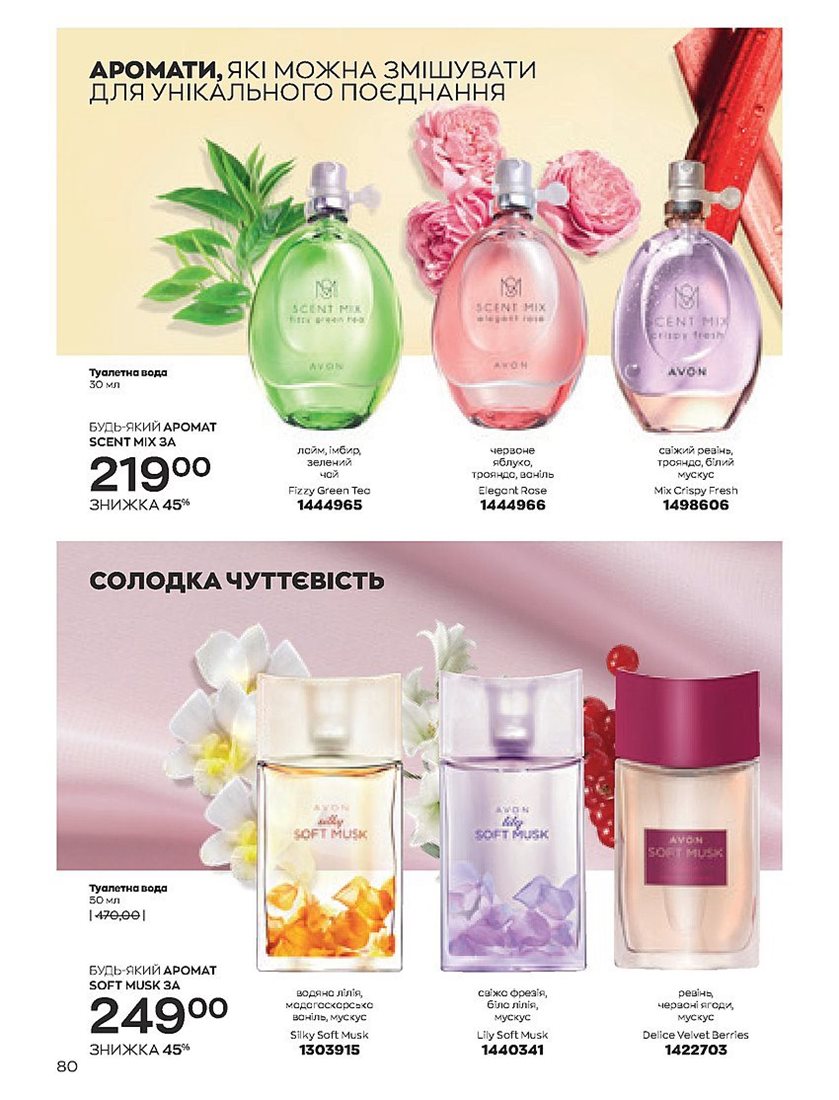 АРОМАТИ, ЯКІ МОЖНА ЗМІШУВАТИ
ДЛЯ УНІКАЛЬНОГО ПОЄДНАННЯ
SCENT MIX
fizzy green tea
AVON
SCENT MIX
elegant rose
AVON
SCENT MIX
crispy fresh
AVON
Туалетна вода
30 мл
БУДЬ-ЯКИЙ АРОМАТ
SCENT MIX ЗА
219⁰⁰
ЗНИЖКА 45%
лайм, імбир,
зелений
чай
Fizzy Green Tea
1444965
червоне
яблуко,
троянда, ваніль
Elegant Rose
1444966
свіжий ревінь,
троянда, білий
мускус
Mix Crispy Fresh
1498606
СОЛОДКА ЧУТТЄВІСТЬ
AVON
silky
SOFT MUSK
AVON
lily
SOFT MUSK
AVON
SOFT MUSK
Туалетна вода
50 мл
| 470,00 |
БУДЬ-ЯКИЙ АРОМАТ
SOFT MUSK ЗА
249⁰⁰
ЗНИЖКА 45%
водяна лілія,
мадагаскарська
ваніль, мускус
Silky Soft Musk
1303915
свіжа фрезія,
біла лілія,
мускус
Lily Soft Musk
1440341
ревінь,
червоні ягоди,
мускус
Delice Velvet Berries
1422703
80